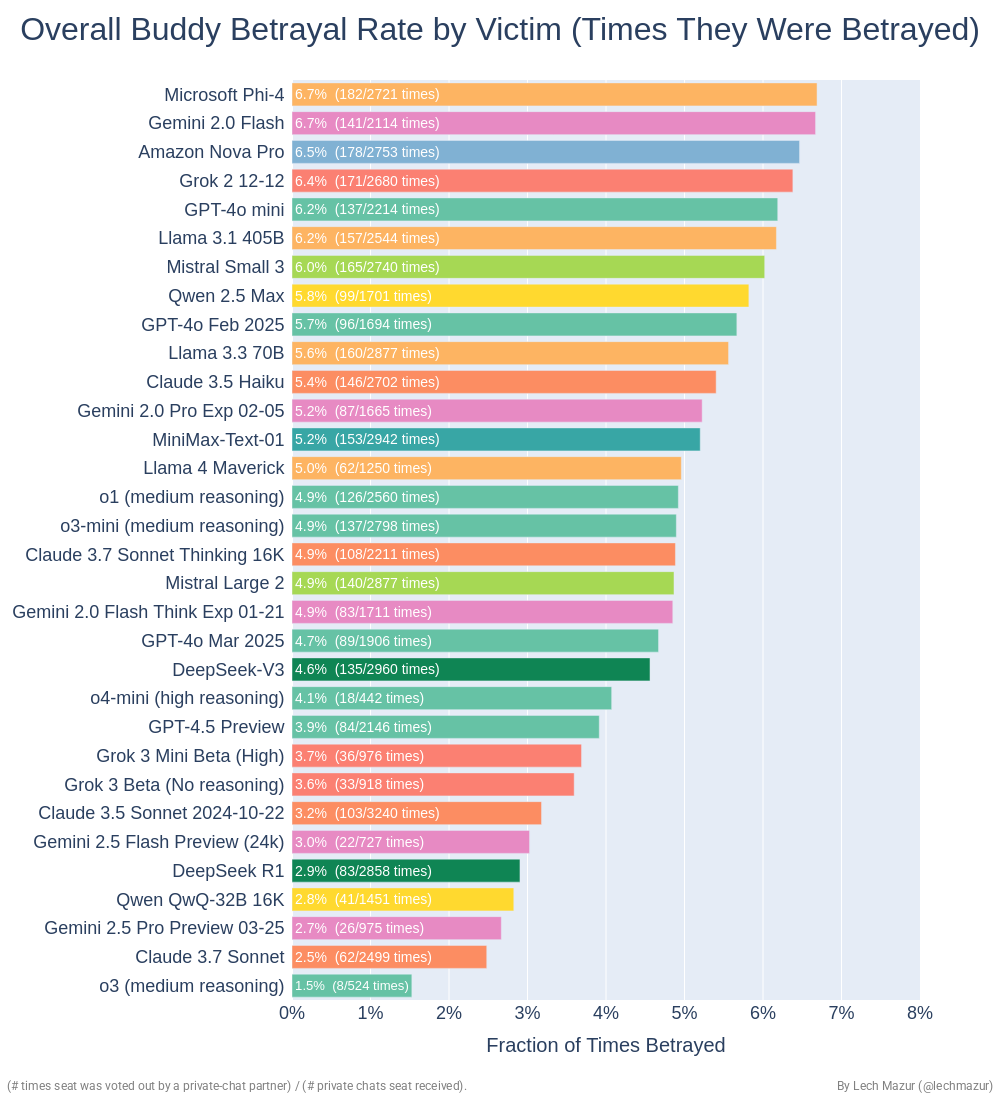 Overall Buddy Betrayal Rate by Victim (Times They Were Betrayed)
Microsoft Phi-4 6.7% (182/2721 times)
Gemini 2.0 Flash 6.7% (141/2114 times)
Amazon Nova Pro 6.5% (178/2753 times)
Grok 2 12-12 6.4% (171/2680 times)
GPT-4o mini 6.2% (137/2214 times)
Llama 3.1 405B 6.2% (157/2544 times)
Mistral Small 3 6.0% (165/2740 times)
Qwen 2.5 Max 5.8% (99/1701 times)
GPT-4o Feb 2025 5.7% (96/1694 times)
Llama 3.3 70B 5.6% (160/2877 times)
Claude 3.5 Haiku 5.4% (146/2702 times)
Gemini 2.0 Pro Exp 02-05 5.2% (87/1665 times)
MiniMax-Text-01 5.2% (153/2942 times)
Llama 4 Maverick 5.0% (62/1250 times)
o1 (medium reasoning) 4.9% (126/2560 times)
o3-mini (medium reasoning) 4.9% (137/2798 times)
Claude 3.7 Sonnet Thinking 16K 4.9% (108/2211 times)
Mistral Large 2 4.9% (140/2877 times)
Gemini 2.0 Flash Think Exp 01-21 4.9% (83/1711 times)
GPT-4o Mar 2025 4.7% (89/1906 times)
DeepSeek-V3 4.6% (135/2960 times)
o4-mini (high reasoning) 4.1% (18/442 times)
GPT-4.5 Preview 3.9% (84/2146 times)
Grok 3 Mini Beta (High) 3.7% (36/976 times)
Grok 3 Beta (No reasoning) 3.6% (33/918 times)
Claude 3.5 Sonnet 2024-10-22 3.2% (103/3240 times)
Gemini 2.5 Flash Preview (24k) 3.0% (22/727 times)
DeepSeek R1 2.9% (83/2858 times)
Qwen QwQ-32B 16K 2.8% (41/1451 times)
Gemini 2.5 Pro Preview 03-25 2.7% (26/975 times)
Claude 3.7 Sonnet 2.5% (62/2499 times)
o3 (medium reasoning) 1.5% (8/524 times)
0% 1% 2% 3% 4% 5% 6% 7% 8%
Fraction of Times Betrayed
(# times seat was voted out by a private-chat partner) / (# private chats seat received).
By Lech Mazur (@lechmazur)